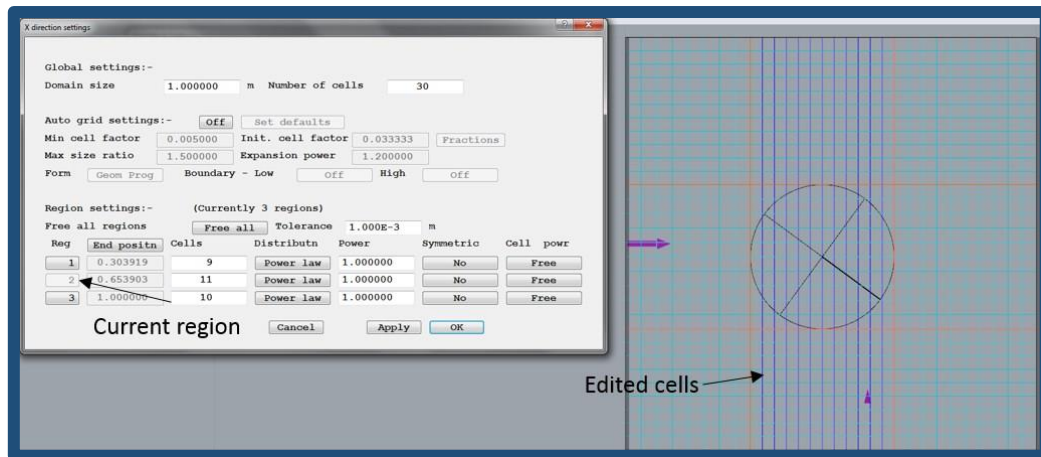 X direction settings
Global settings:-
Domain size 1.000000 m Number of cells 30
Auto grid settings:- Off Set defaults
Min cell factor 0.005000 Init. cell factor 0.033333 Fractions
Max size ratio 1.500000 Expansion power 1.200000
Form Geom Prog Boundary - Low Off High Off
Region settings:- (Currently 3 regions)
Free all regions Free all Tolerance 1.000E-3 m
Reg End positn Cells Distributn Power Symmetric Cell powr
1 0.303919 9 Power law 1.000000 No Free
2 0.653903 11 Power law 1.000000 No Free
3 1.000000 10 Power law 1.000000 No Free
Current region
Cancel Apply OK
Edited cells